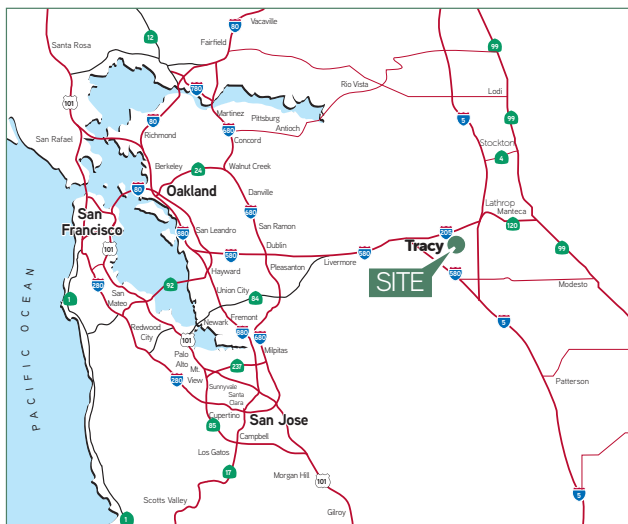 80
Vacaville
12
Santa Rosa
Fairfield
99
780
Rio Vista
Lodi
101
Martinez
Pittsburg
80
680
Antioch
5
99
San Rafael
Richmond
Concord
Stockton
4
Berkeley
24
Walnut Creek
80
Oakland
Danville
Lathrop
Manteca
San
Francisco
680
San Ramon
120
880
San Leandro
205
101
Dublin
Tracy
99
580
580
Pleasanton
Livermore
SITE
580
Hayward
Modesto
280
92
Union City
San
Mateo
84
1
Redwood
City
Newark
Fremont
5
101
880
680
Palo
Alto
Milpitas
Mt.
View
237
280
Sunnyvale
Santa
Clara
Patterson
Cupertino
San Jose
85
Campbell
Los Gatos
17
Morgan Hill
101
Scotts Valley
5
Gilroy
1
PACIFIC OCEAN